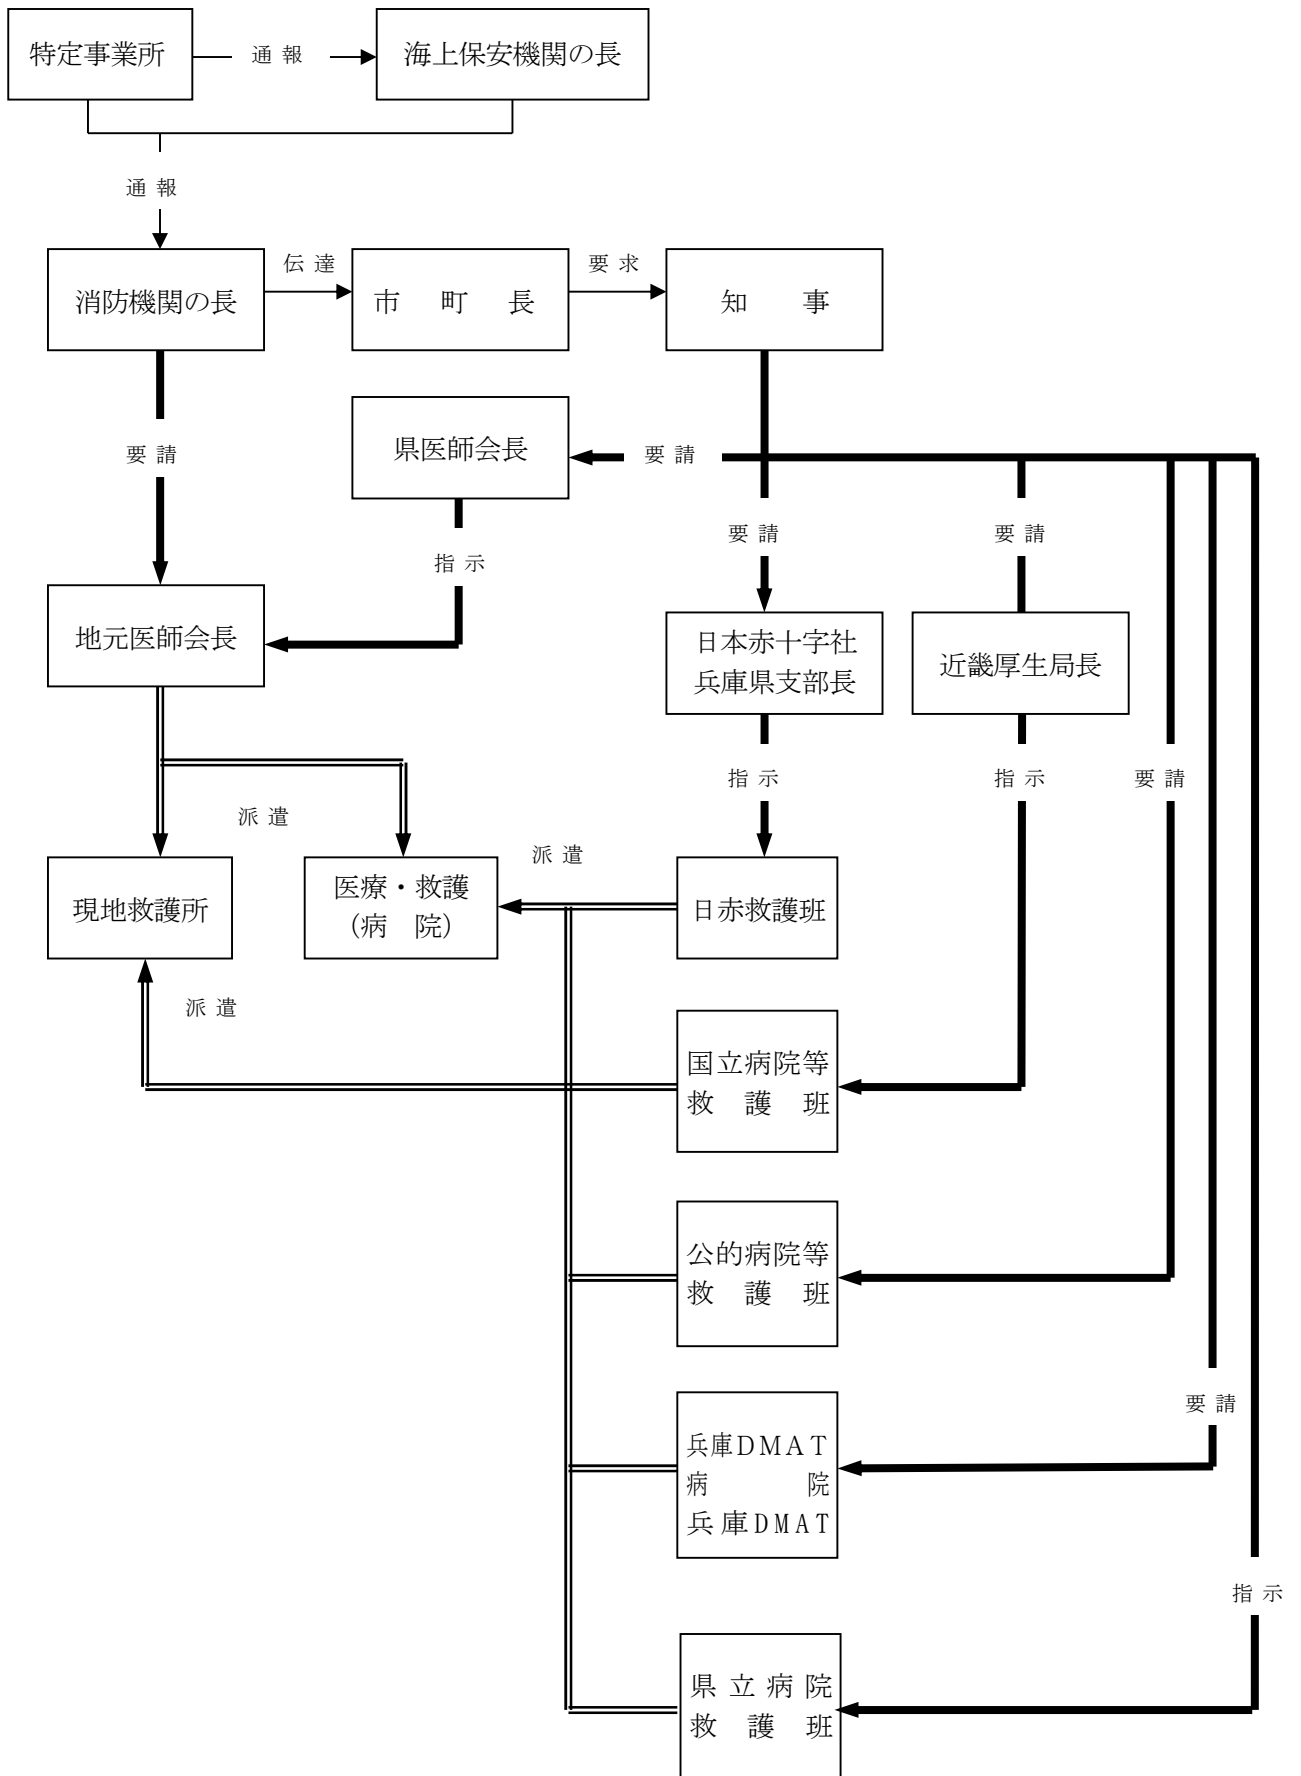 特定事業所
通 報
海上保安機関の長
通 報
消防機関の長
伝 達
市　町　長
要 求
知　　事
要 請
県医師会長
要 請
指 示
要 請
要 請
地元医師会長
日本赤十字社
兵庫県支部長
近畿厚生局長
指 示
指 示
要 請
派 遣
派 遣
現地救護所
医療・救護
（病　院）
日赤救護班
派 遣
国立病院等
救　護　班
公的病院等
救　護　班
要 請
兵庫ＤＭＡＴ
病　　　院
兵庫DMAT
指 示
県立病院
救　護　班